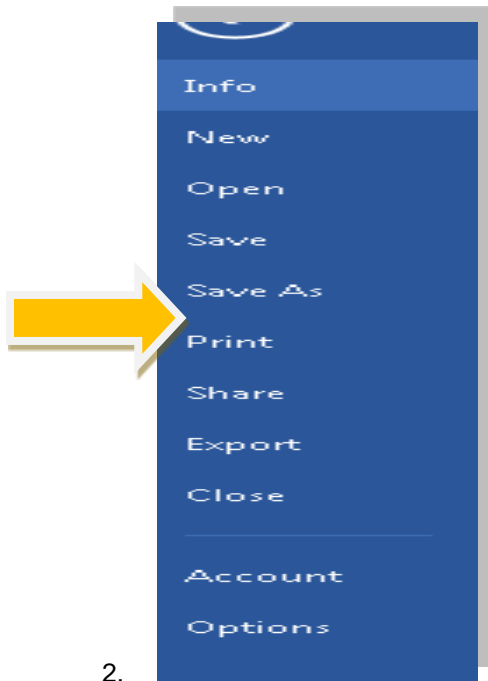 Info
New
Open
Save
Save As
Print
Share
Export
Close
Account
Options
2.